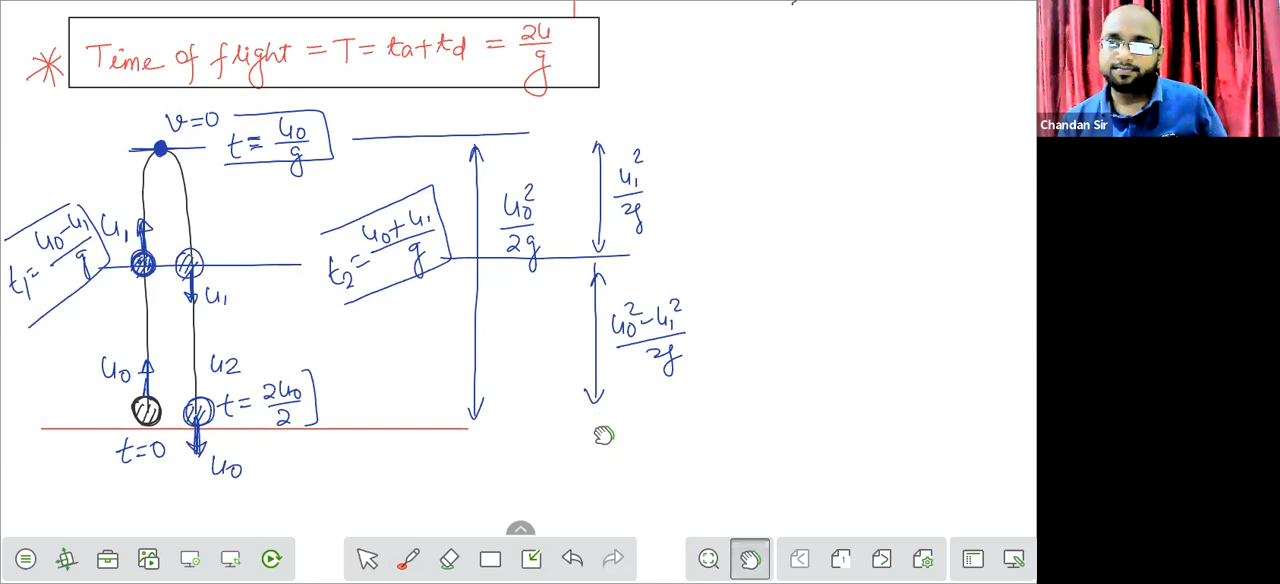 * Time of flight = T = ta + td = 2u/g
v=0
t = u0/g
u1
t1 = (u0-u1)/g
t2 = (u0+u1)/g
u0²/2g
u1²/2g
u1
(u0²-u1²)/2g
u0
u2
t = 2u0/2
t=0
u0
Chandan Sir
1